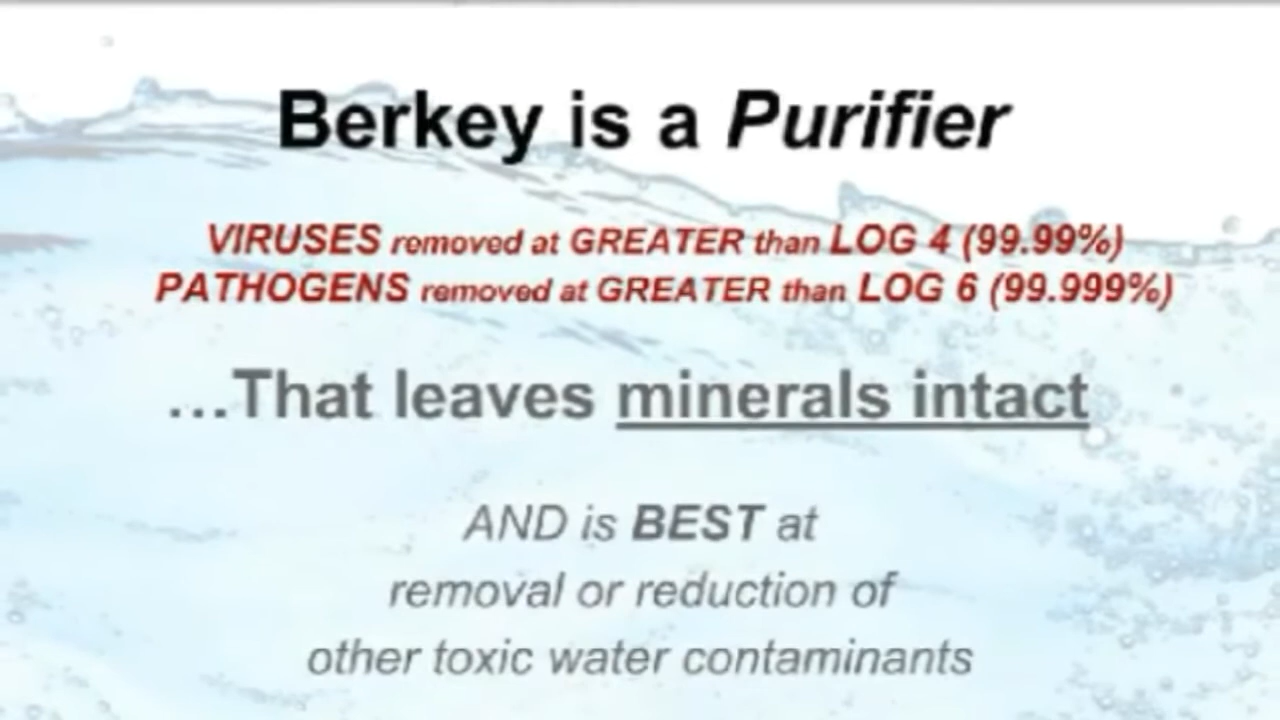 Berkey is a Purifier
VIRUSES removed at GREATER than LOG 4 (99.99%)
PATHOGENS removed at GREATER than LOG 6 (99.999%)
...That leaves minerals intact
AND is BEST at
removal or reduction of
other toxic water contaminants